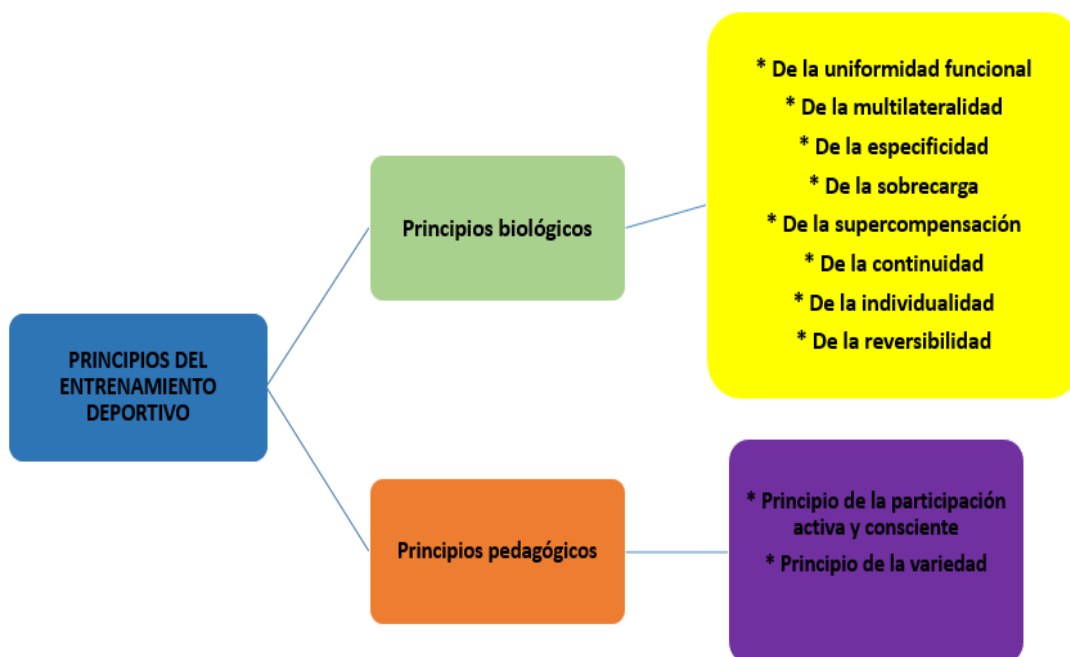 PRINCIPIOS DEL
ENTRENAMIENTO
DEPORTIVO
Principios biológicos
* De la uniformidad funcional
* De la multilateralidad
* De la especificidad
* De la sobrecarga
* De la supercompensación
* De la continuidad
* De la individualidad
* De la reversibilidad
Principios pedagógicos
* Principio de la participación
activa y consciente
* Principio de la variedad